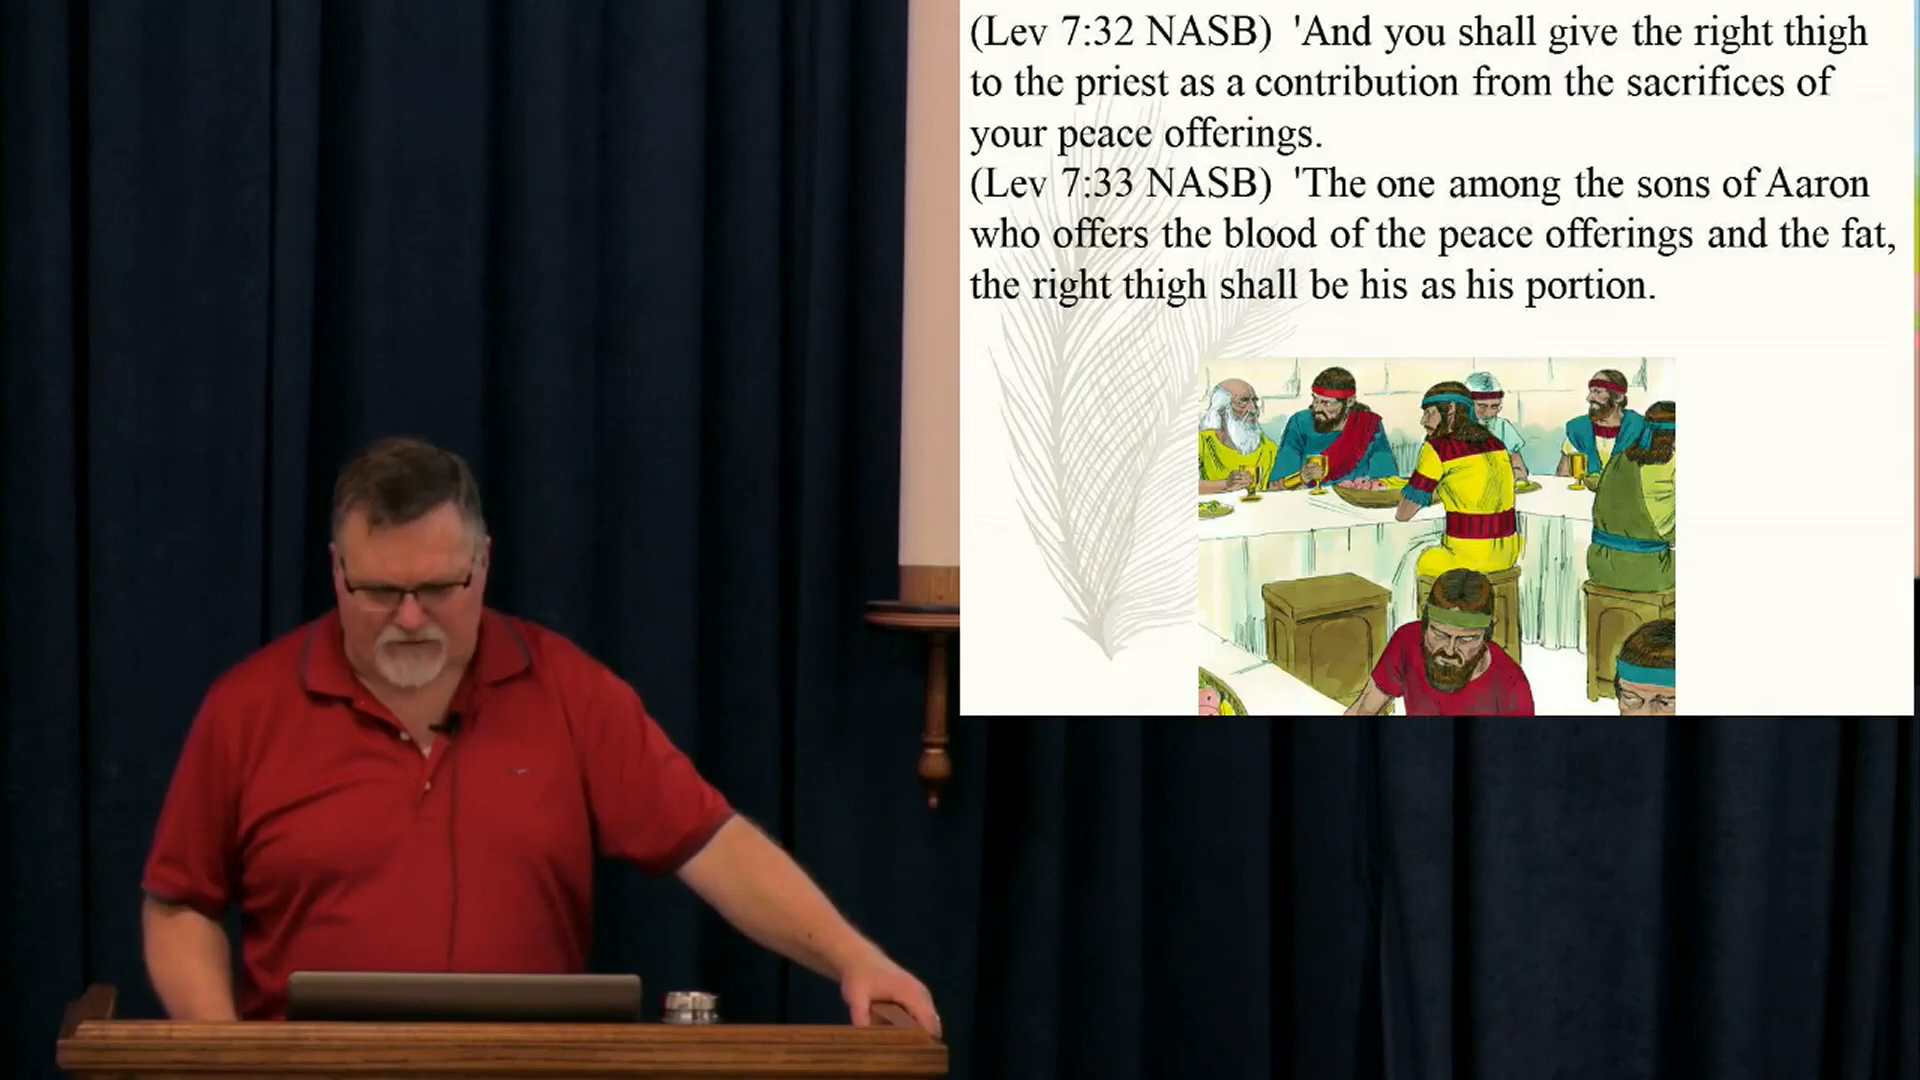 (Lev 7:32 NASB) 'And you shall give the right thigh
to the priest as a contribution from the sacrifices of
your peace offerings.
(Lev 7:33 NASB) 'The one among the sons of Aaron
who offers the blood of the peace offerings and the fat,
the right thigh shall be his as his portion.